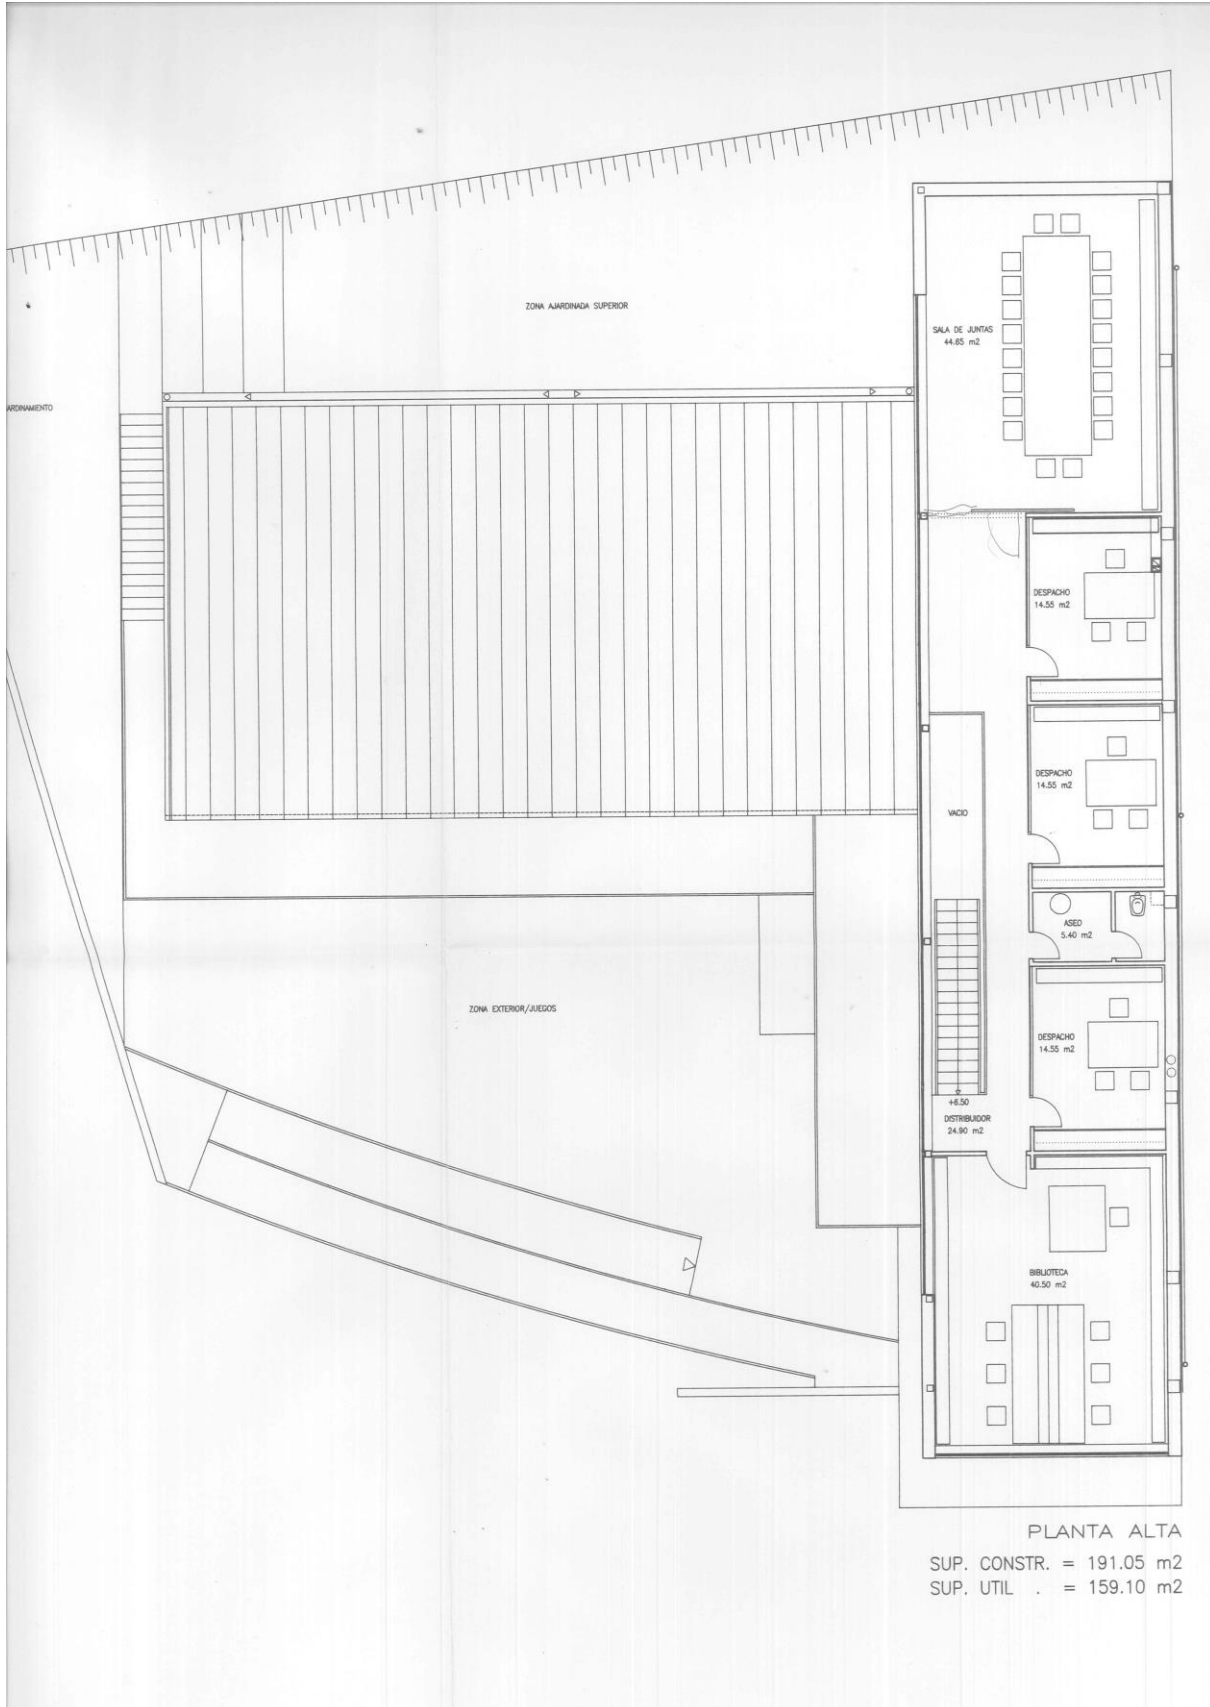 ZONA AJARDINADA SUPERIOR
SALA DE JUNTAS
44.65 m2
ARDINAMIENTO
DESPACHO
14.55 m2
DESPACHO
14.55 m2
VACIO
ASEO
5.40 m2
ZONA EXTERIOR/JUEGOS
DESPACHO
14.55 m2
+6.50
DISTRIBUIDOR
24.90 m2
BIBLIOTECA
40.50 m2
PLANTA ALTA
SUP. CONSTR. = 191.05 m2
SUP. UTIL . = 159.10 m2